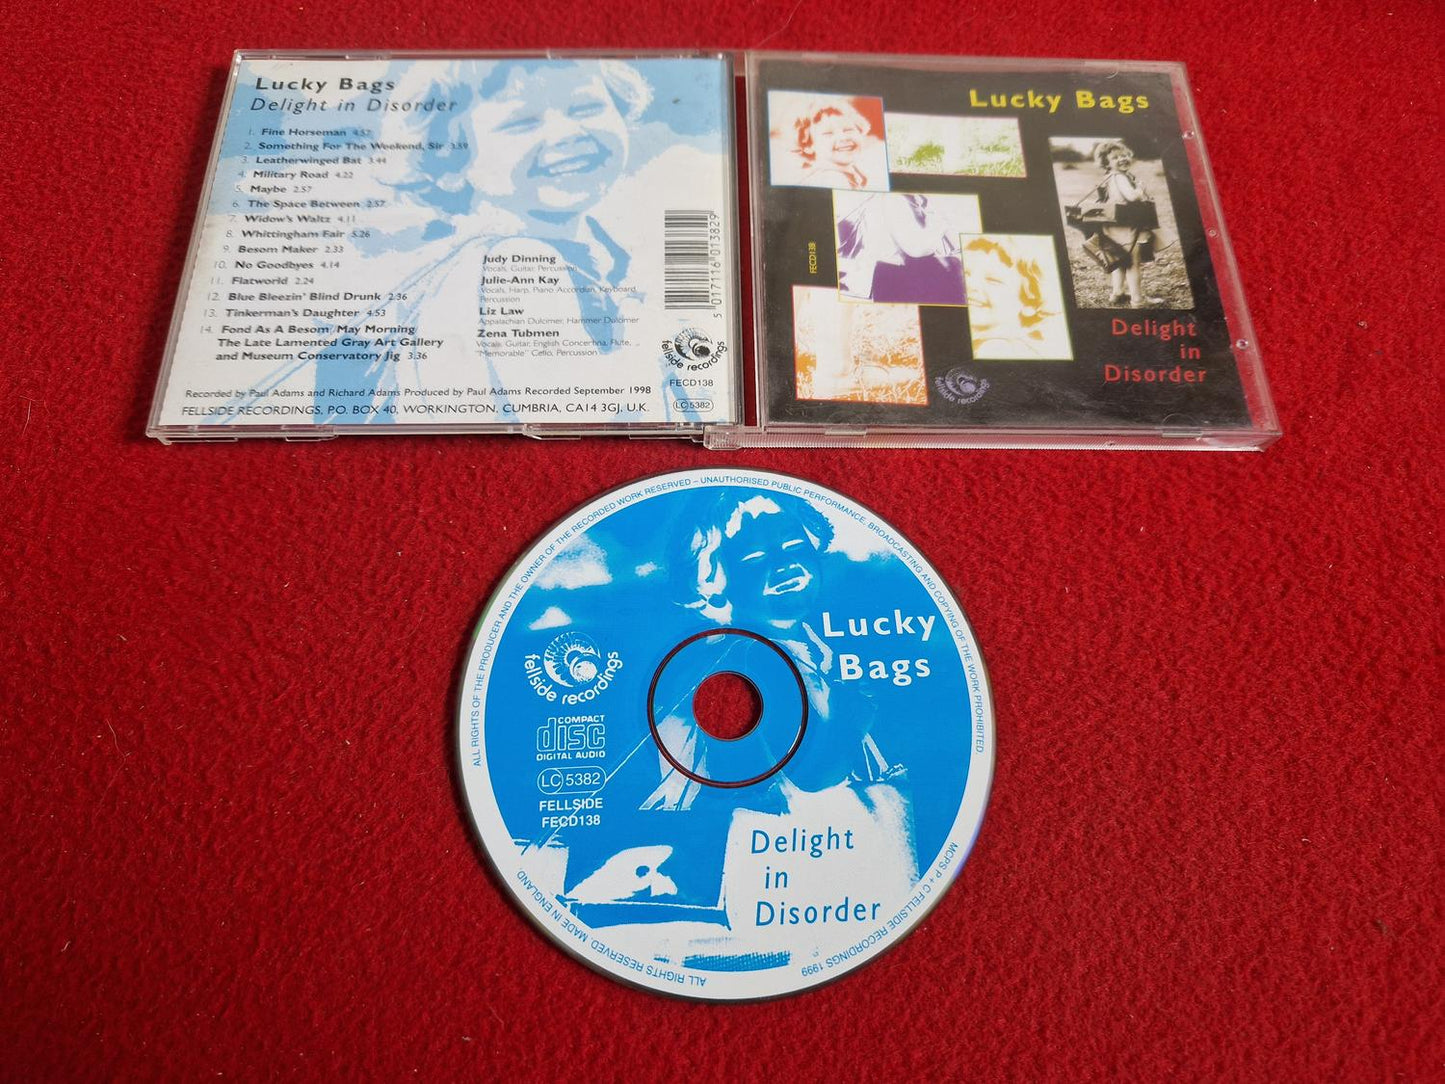 Lucky Bags
Delight in Disorder
1. Fine Horseman 4.57
2. Something For The Weekend, Sir 3.59
3. Leatherwinged Bat 3.44
4. Military Road 4.22
5. Maybe 2.57
6. The Space Between 2.57
7. Widow's Waltz 4.11
8. Whittingham Fair 5.26
9. Besom Maker 2.33
10. No Goodbyes 4.14
11. Flatworld 2.24
12. Blue Bleezin' Blind Drunk 2.36
13. Tinkerman's Daughter 4.53
14. Fond As A Besom/May Morning
The Late Lamented Gray Art Gallery
and Museum Conservatory Jig 3.36
Judy Dinning
Vocals, Guitar, Percussion
Julie-Ann Kay
Vocals, Harp, Piano Accordian, Keyboard
Percussion
Liz Law
Appalachian Dulcimer, Hammer Dulcimer
Zena Tubmen
Vocals, Guitar, English Concertina, Flute,
"Memorable" Cello, Percussion
5 017116 013829
fellside recordings
FECD138
LC 5382
Recorded by Paul Adams and Richard Adams Produced by Paul Adams Recorded September 1998
FELLSIDE RECORDINGS, P.O. BOX 40, WORKINGTON, CUMBRIA, CA14 3GJ, U.K.
Lucky Bags
FECD138
Delight
in
Disorder
fellside recordings
ALL RIGHTS OF THE PRODUCER AND THE OWNER OF THE RECORDED WORK RESERVED – UNAUTHORISED PUBLIC PERFORMANCE, BROADCASTING AND COPYING OF THE WORK PROHIBITED.
Lucky
Bags
fellside recordings
COMPACT
disc
DIGITAL AUDIO
LC 5382
FELLSIDE
FECD138
Delight
in
Disorder
MCPS P + C FELLSIDE RECORDINGS 1999
ALL RIGHTS RESERVED. MADE IN ENGLAND.